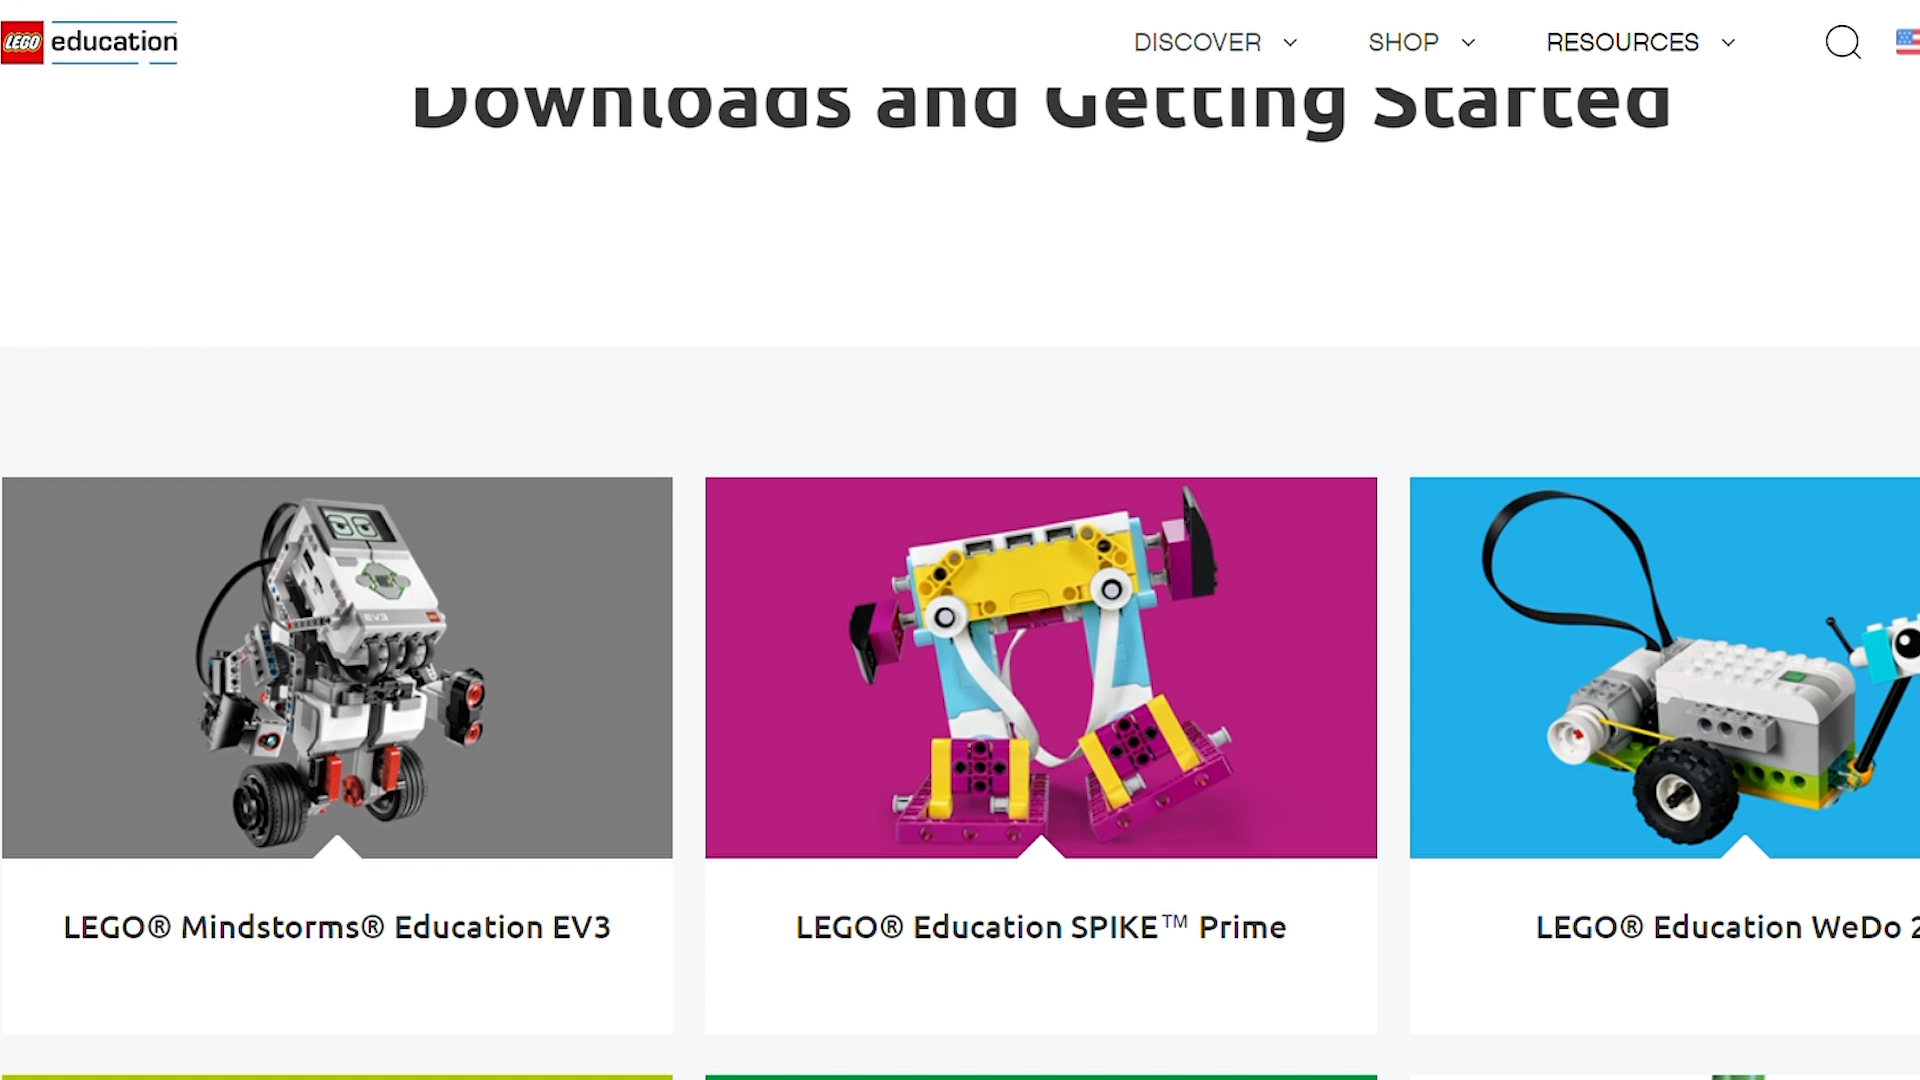 LEGO education
DISCOVER SHOP RESOURCES
Downloads and Getting Started
EV3
LEGO® Mindstorms® Education EV3
LEGO® Education SPIKE™ Prime
LEGO® Education WeDo 2